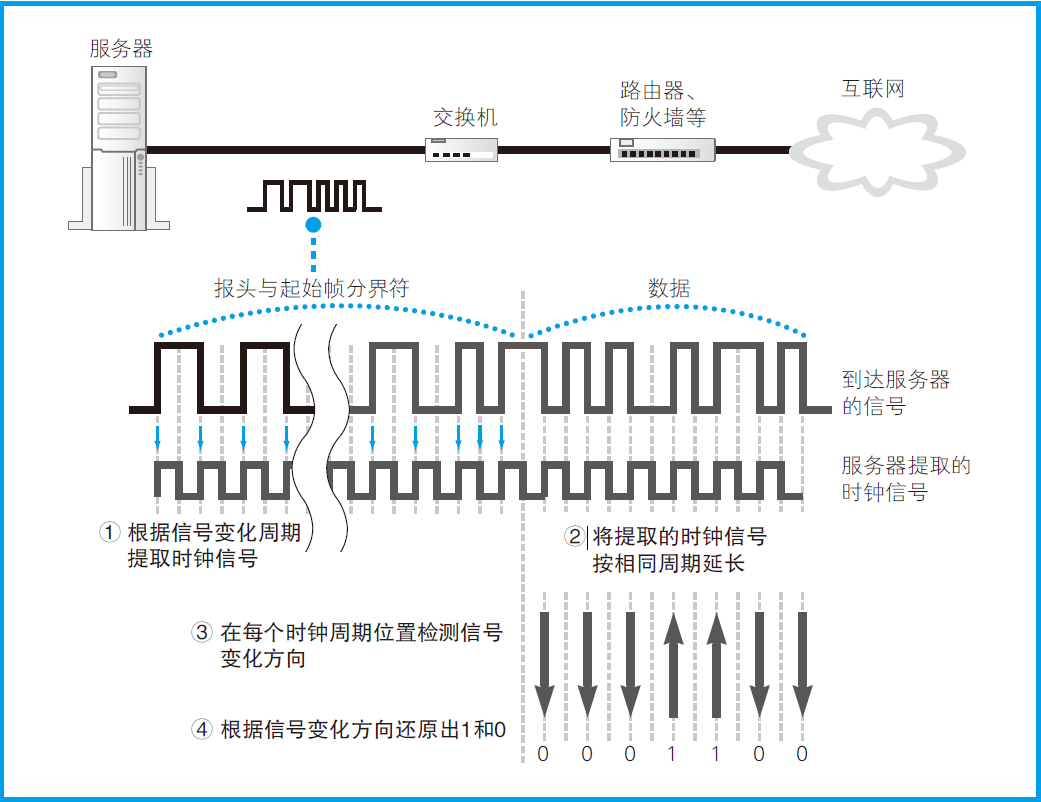 服务器
交换机
路由器、
防火墙等
互联网
报头与起始帧分界符
数据
到达服务器
的信号
服务器提取的
时钟信号
① 根据信号变化周期
提取时钟信号
② 将提取的时钟信号
按相同周期延长
③ 在每个时钟周期位置检测信号
变化方向
④ 根据信号变化方向还原出1和0
0 0 0 1 1 0 0